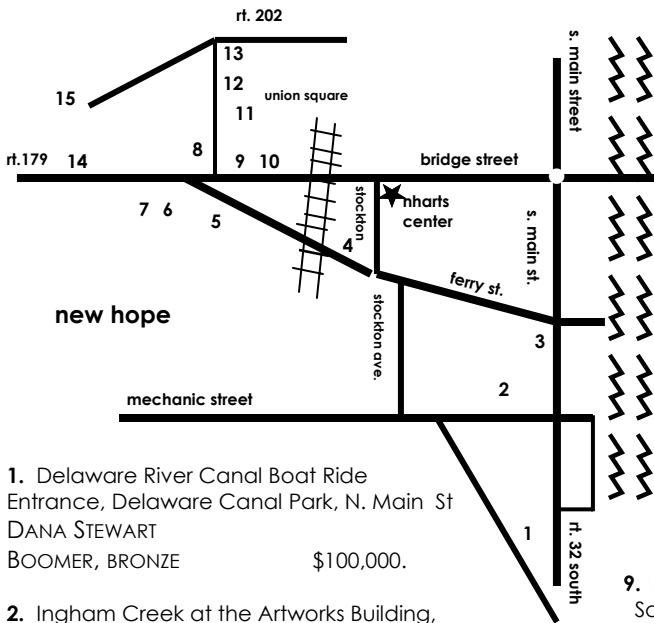 rt. 202
s. main street
13
12
15
union square
11
rt.179
14
8
9
10
bridge street
7
6
5
stockton
nharts
center
4
s. main st.
ferry st.
new hope
stockton ave.
3
2
mechanic street
1. Delaware River Canal Boat Ride
Entrance, Delaware Canal Park, N. Main St
DANA STEWART
BOOMER, BRONZE $100,000.
1
rt. 32 south
9.
2. Ingham Creek at the Artworks Building,